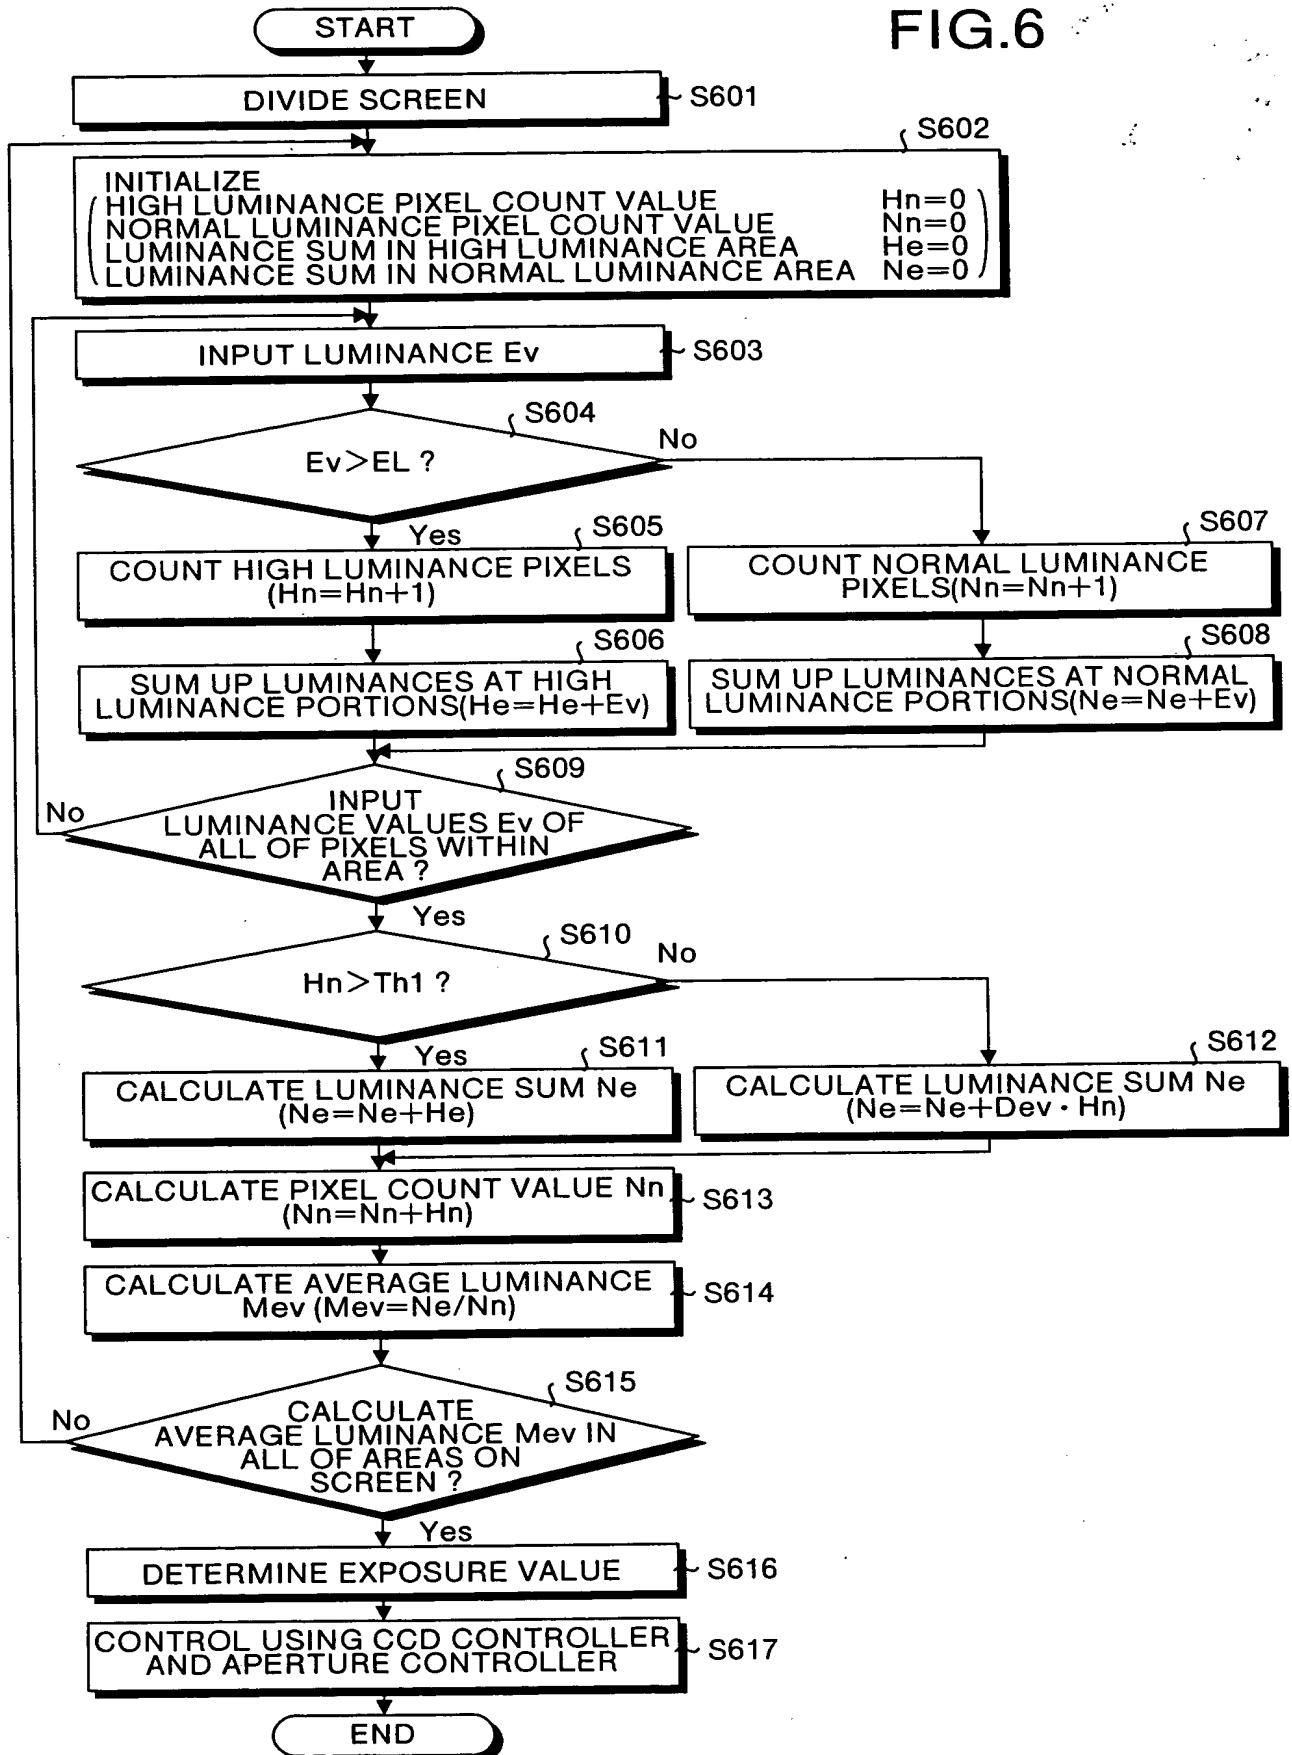 FIG.6
START
DIVIDE SCREEN
S601
S602
INITIALIZE
HIGH LUMINANCE PIXEL COUNT VALUE Hn=0
NORMAL LUMINANCE PIXEL COUNT VALUE Nn=0
LUMINANCE SUM IN HIGH LUMINANCE AREA He=0
LUMINANCE SUM IN NORMAL LUMINANCE AREA Ne=0
INPUT LUMINANCE Ev
S603
S604
Ev>EL ?
No
Yes
S605
COUNT HIGH LUMINANCE PIXELS
(Hn=Hn+1)
S607
COUNT NORMAL LUMINANCE
PIXELS(Nn=Nn+1)
S606
SUM UP LUMINANCES AT HIGH
LUMINANCE PORTIONS(He=He+Ev)
S608
SUM UP LUMINANCES AT NORMAL
LUMINANCE PORTIONS(Ne=Ne+Ev)
S609
No
INPUT
LUMINANCE VALUES Ev OF
ALL OF PIXELS WITHIN
AREA ?
Yes
S610
Hn>Th1 ?
No
Yes
S611
CALCULATE LUMINANCE SUM Ne
(Ne=Ne+He)
S612
CALCULATE LUMINANCE SUM Ne
(Ne=Ne+Dev·Hn)
CALCULATE PIXEL COUNT VALUE Nn
(Nn=Nn+Hn)
S613
CALCULATE AVERAGE LUMINANCE
Mev (Mev=Ne/Nn)
S614
S615
No
CALCULATE
AVERAGE LUMINANCE Mev IN
ALL OF AREAS ON
SCREEN ?
Yes
DETERMINE EXPOSURE VALUE
S616
CONTROL USING CCD CONTROLLER
AND APERTURE CONTROLLER
S617
END